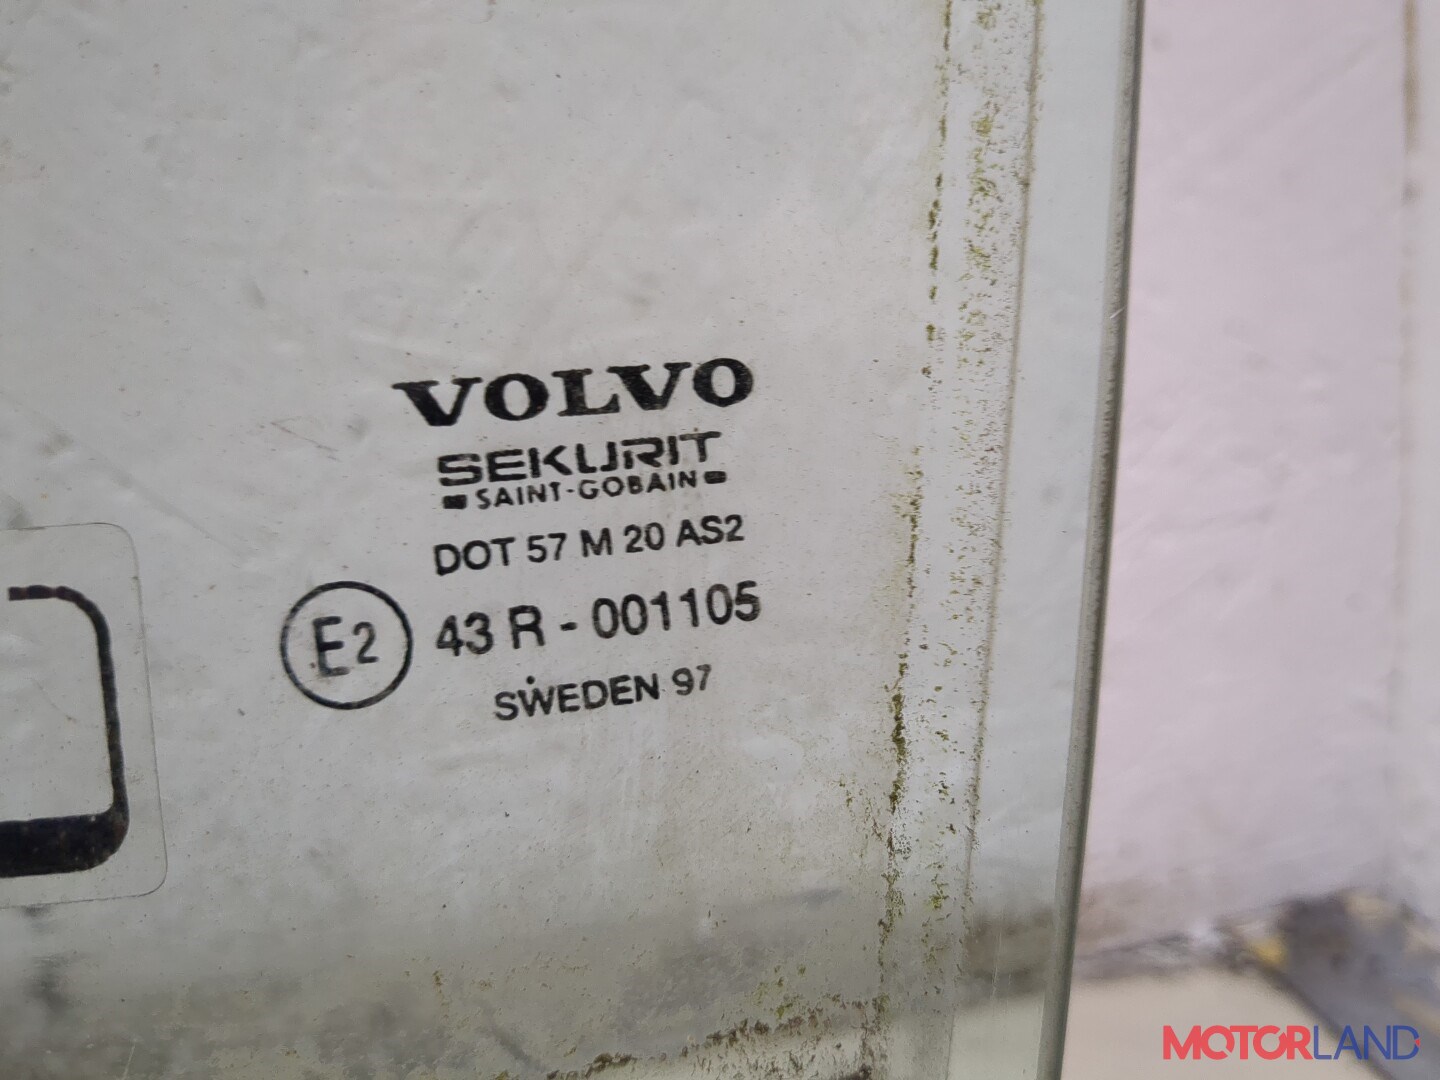 VOLVO
SEKURIT
SAINT-GOBAIN
DOT 57 M 20 AS2
E2 43 R - 001105
SWEDEN 97
MOTORLAND